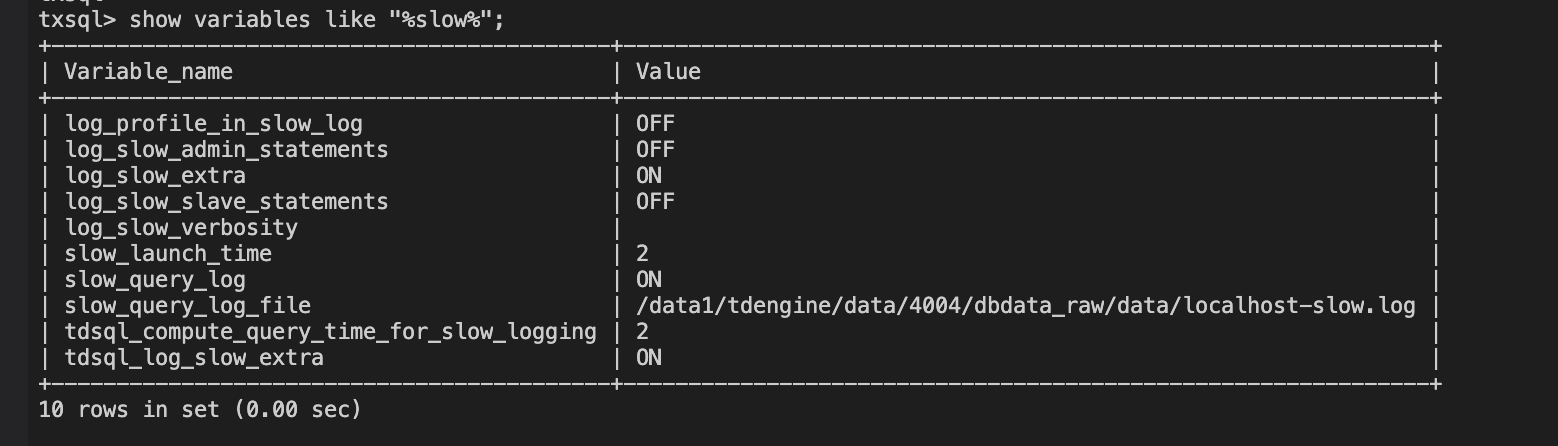 txsql> show variables like "%slow%";
+-------------------------------------------+--------------------------------------------------------------+
| Variable_name | Value |
+-------------------------------------------+--------------------------------------------------------------+
| log_profile_in_slow_log | OFF |
| log_slow_admin_statements | OFF |
| log_slow_extra | ON |
| log_slow_slave_statements | OFF |
| log_slow_verbosity | |
| slow_launch_time | 2 |
| slow_query_log | ON |
| slow_query_log_file | /data1/tdengine/data/4004/dbdata_raw/data/localhost-slow.log |
| tdsql_compute_query_time_for_slow_logging | 2 |
| tdsql_log_slow_extra | ON |
+-------------------------------------------+--------------------------------------------------------------+
10 rows in set (0.00 sec)